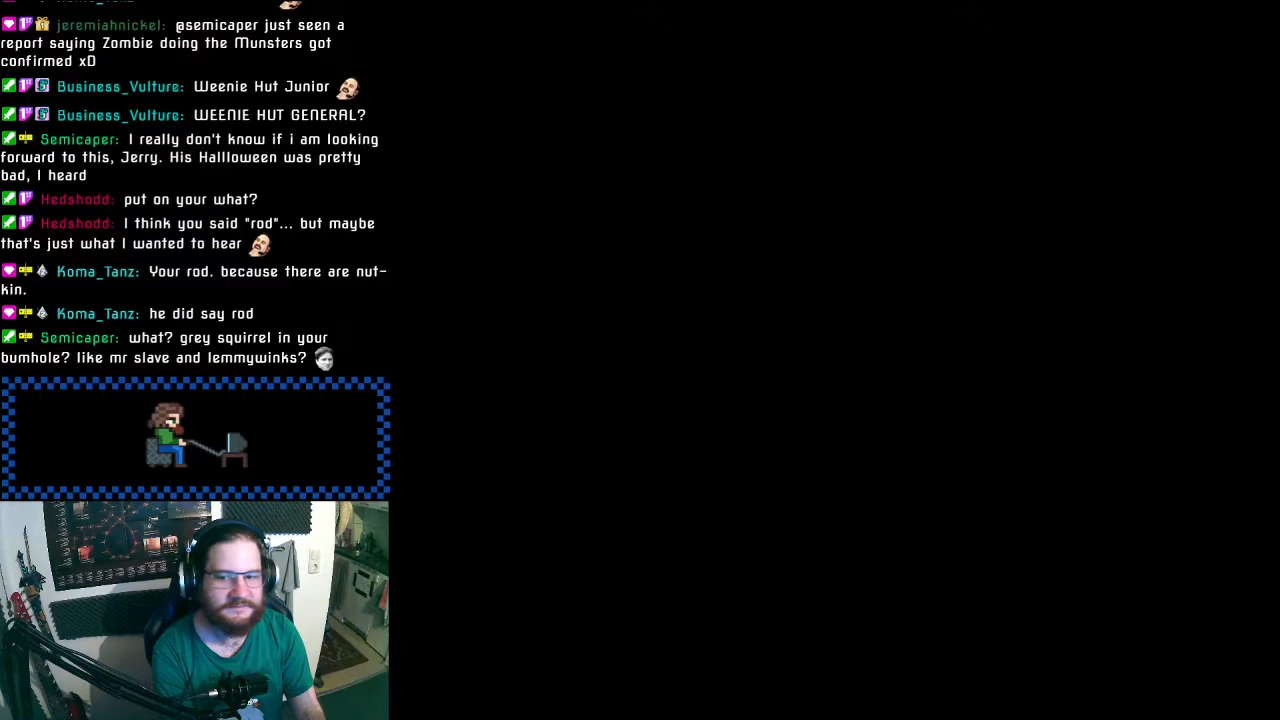 jeremiahnickel: @semicaper just seen a
report saying Zombie doing the Munsters got
confirmed xD
Business_Vulture: Weenie Hut Junior
Business_Vulture: WEENIE HUT GENERAL?
Semicaper: I really don't know if i am looking
forward to this, Jerry. His Hallloween was pretty
bad, I heard
Hedshodd: put on your what?
Hedshodd: I think you said "rod"... but maybe
that's just what I wanted to hear
Koma_Tanz: Your rod. because there are nut-
kin.
Koma_Tanz: he did say rod
Semicaper: what? grey squirrel in your
bumhole? like mr slave and lemmywinks?